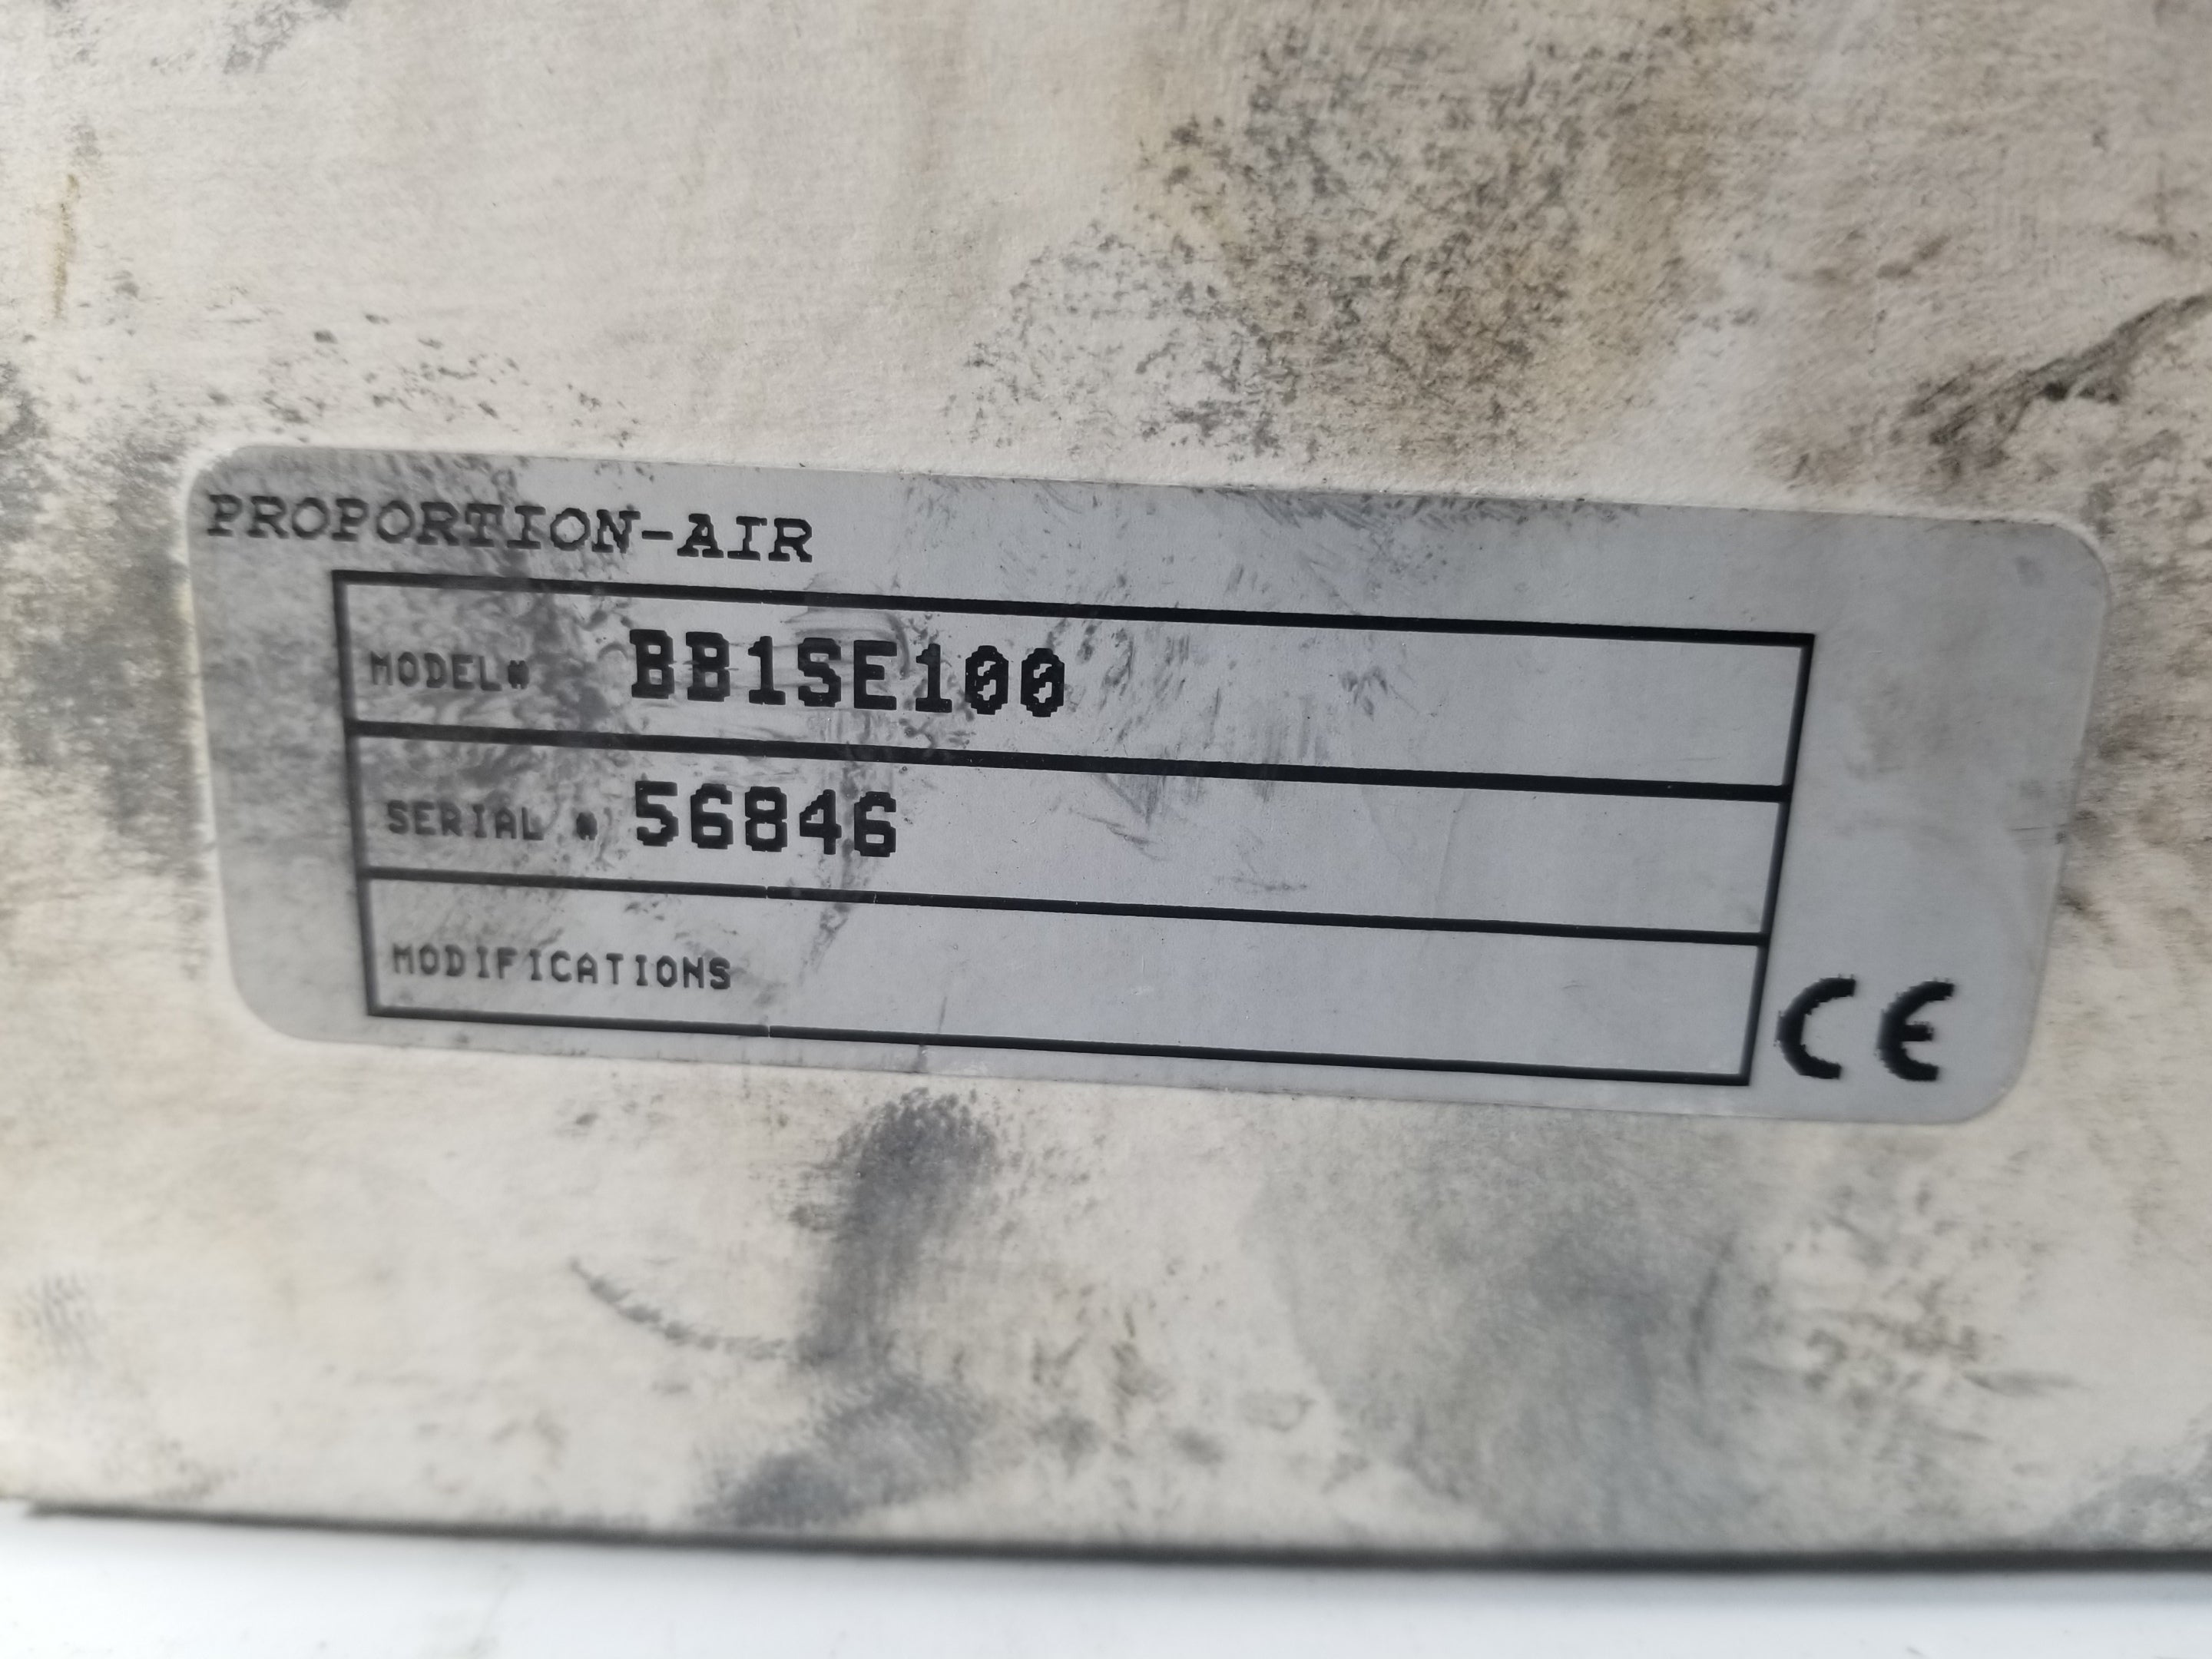 PROPORTION-AIR
MODEL# BB1SE100
SERIAL # 56846
MODIFICATIONS
CE